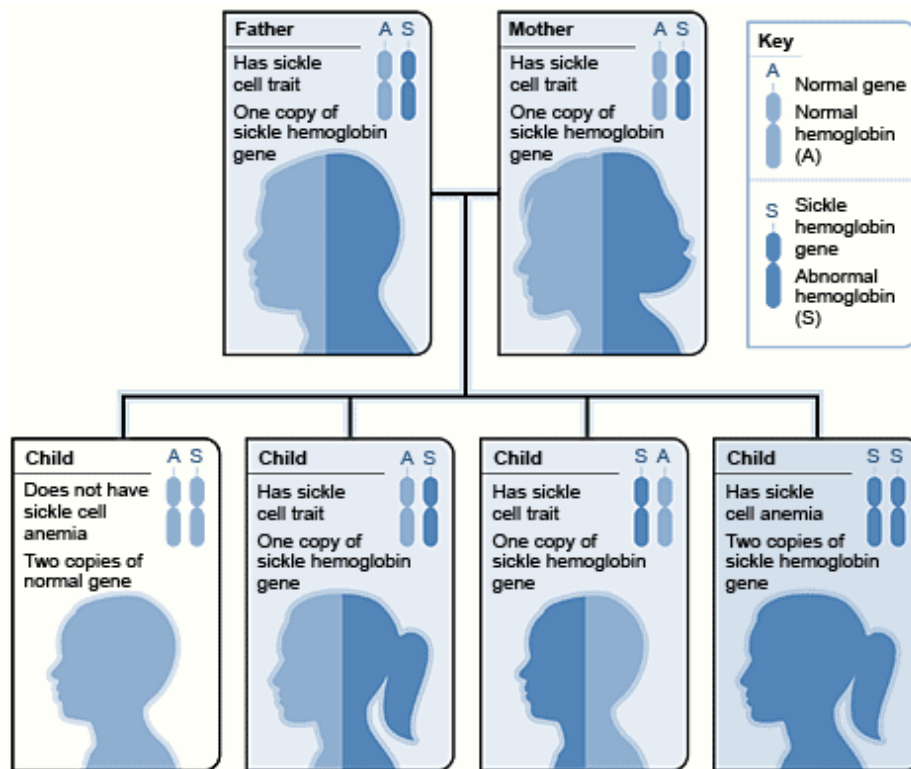 Father
A S
Has sickle
cell trait
One copy of
sickle hemoglobin
gene
Mother
A S
Has sickle
cell trait
One copy of
sickle hemoglobin
gene
Key
A
Normal gene
Normal
hemoglobin
(A)
S
Sickle
hemoglobin
gene
Abnormal
hemoglobin
(S)
Child
A S
Does not have
sickle cell
anemia
Two copies of
normal gene
Child
A S
Has sickle
cell trait
One copy of
sickle hemoglobin
gene
Child
S A
Has sickle
cell trait
One copy of
sickle hemoglobin
gene
Child
S S
Has sickle
cell anemia
Two copies of
sickle hemoglobin
gene